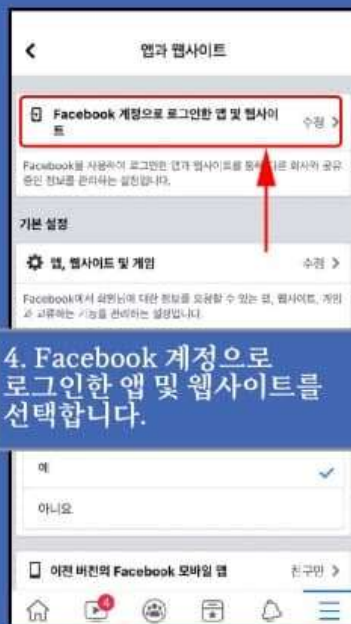 앱과 웹사이트
Facebook 계정으로 로그인한 앱 및 웹사이
트
수정
Facebook을 사용하여 로그인한 앱과 웹사이트를 통해 다른 회사와 공유
중인 정보를 관리하는 설정입니다.
기본 설정
앱, 웹사이트 및 게임
수정
Facebook에서 회원님에 대한 정보를 요청할 수 있는 앱, 웹사이트, 게임
과 교류하는 기능을 관리하는 설정입니다.
4. Facebook 계정으로
로그인한 앱 및 웹사이트를
선택합니다.
예
아니요
이전 버전의 Facebook 모바일 앱
친구만
4